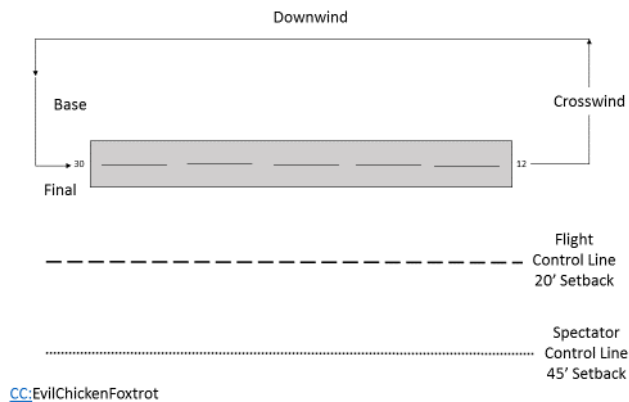 Downwind
Base
Crosswind
30
12
Final
Flight
Control Line
20' Setback
Spectator
Control Line
45' Setback
CC:EvilChickenFoxtrot